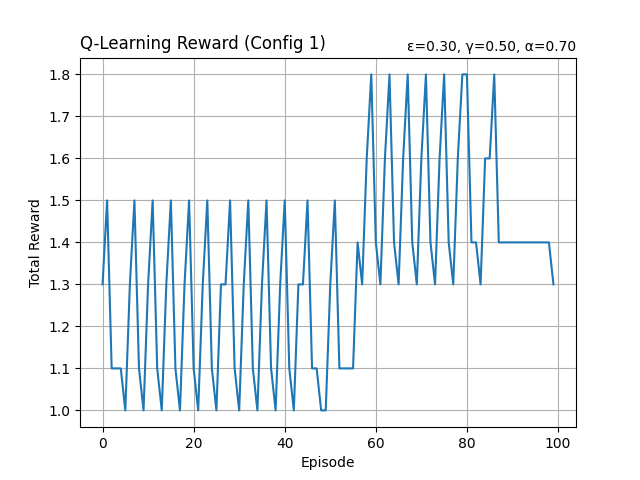 Q-Learning Reward (Config 1)
ε=0.30, γ=0.50, α=0.70
Total Reward
1.8
1.7
1.6
1.5
1.4
1.3
1.2
1.1
1.0
0 20 40 60 80 100
Episode